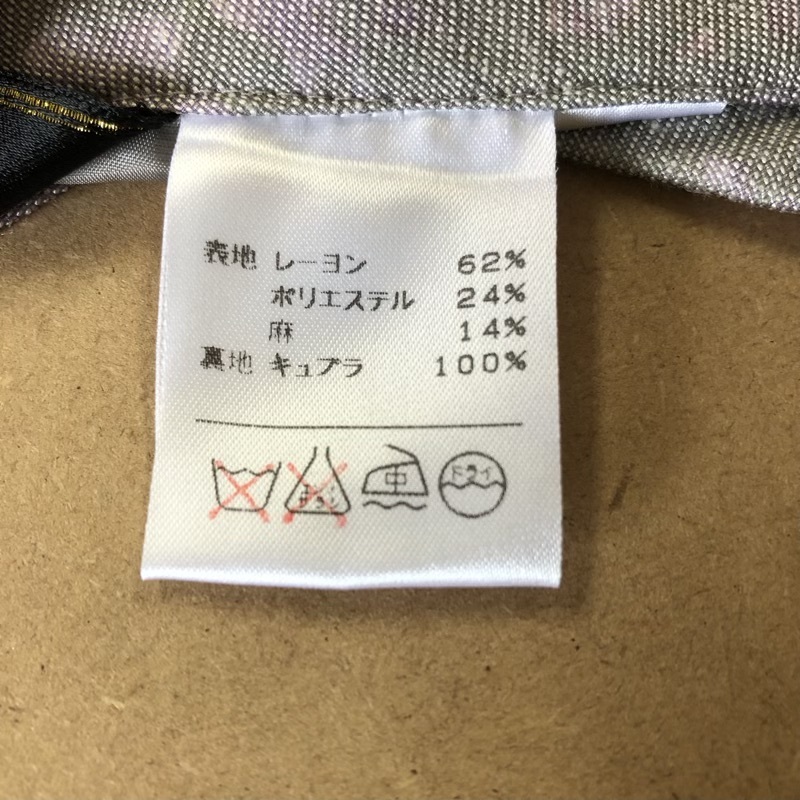 表地 レーヨン 62%
ポリエステル 24%
麻 14%
裏地 キュプラ 100%
中 ドライ